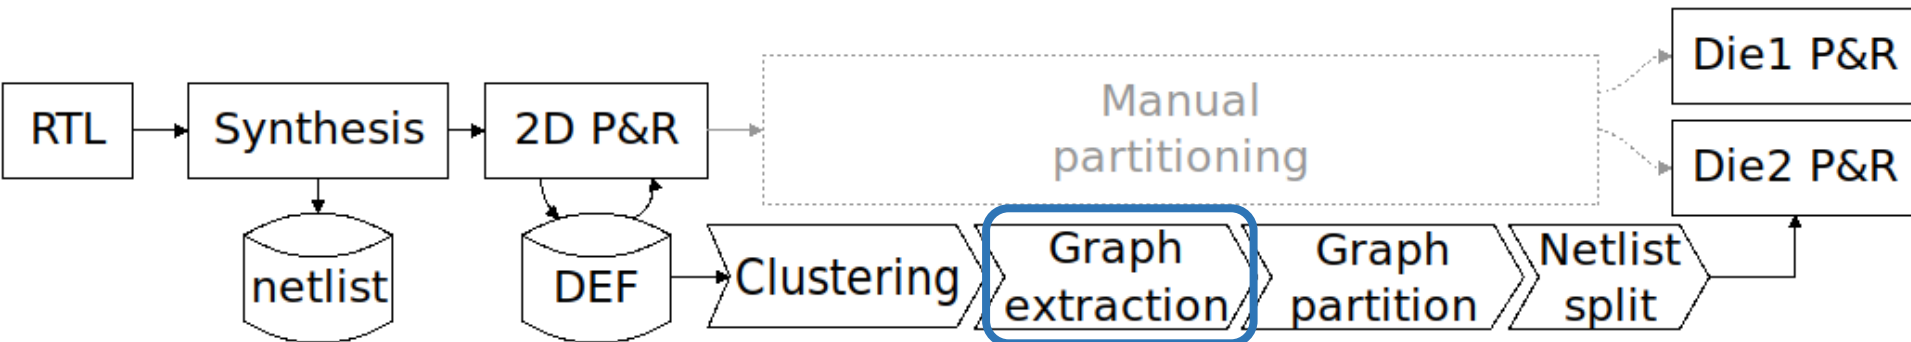 RTL
Synthesis
2D P&R
Manual
partitioning
Die1 P&R
Die2 P&R
netlist
DEF
Clustering
Graph
extraction
Graph
partition
Netlist
split